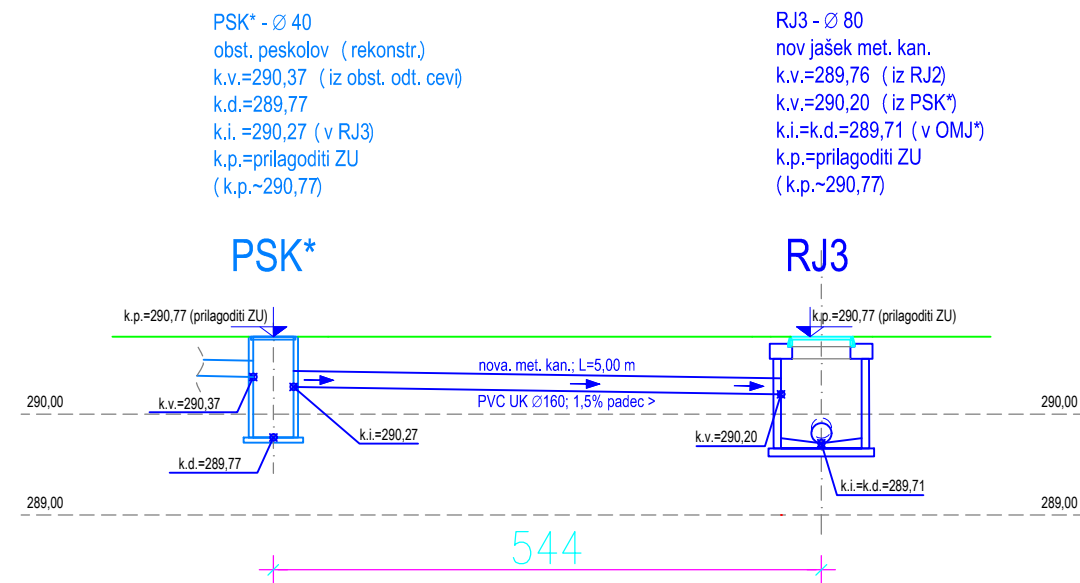 PSK* - Ø 40
obst. peskolov ( rekonstr.)
k.v.=290,37 ( iz obst. odt. cevi)
k.d.=289,77
k.i. =290,27 ( v RJ3)
k.p.=prilagoditi ZU
( k.p.~290,77)
RJ3 - Ø 80
nov jašek met. kan.
k.v.=289,76 ( iz RJ2)
k.v.=290,20 ( iz PSK*)
k.i.=k.d.=289,71 ( v OMJ*)
k.p.=prilagoditi ZU
( k.p.~290,77)
PSK*
RJ3
k.p.=290,77 (prilagoditi ZU)
k.p.=290,77 (prilagoditi ZU)
nova. met. kan.; L=5,00 m
PVC UK Ø160; 1,5% padec >
k.v.=290,37
290,00
290,00
k.i.=290,27
k.v.=290,20
k.d.=289,77
k.i.=k.d.=289,71
289,00
289,00
544